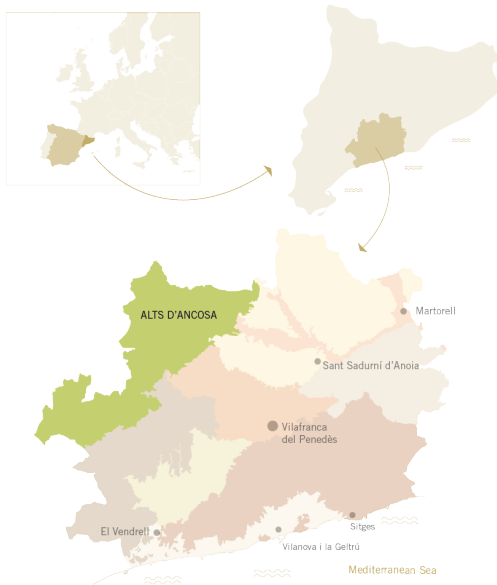 ALTS D'ANCOSA
Martorell
Sant Sadurní d'Anoia
Vilafranca
del Penedès
El Vendrell
Sitges
Vilanova i la Geltrú
Mediterranean Sea